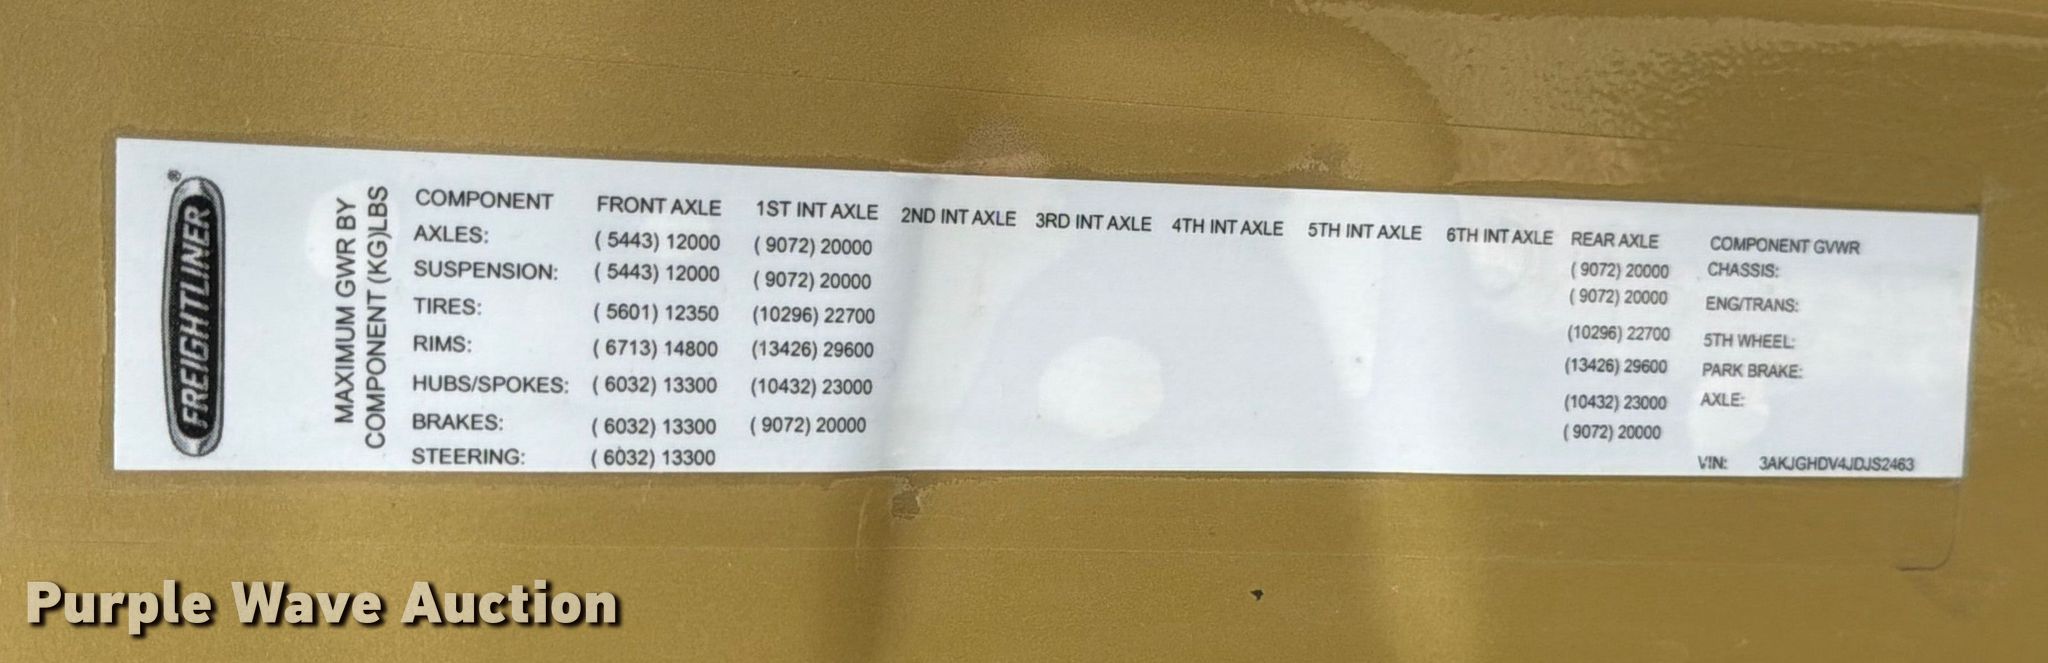 FREIGHTLINER®
MAXIMUM GWR BY
COMPONENT (KG)LBS
COMPONENT FRONT AXLE 1ST INT AXLE 2ND INT AXLE 3RD INT AXLE 4TH INT AXLE 5TH INT AXLE 6TH INT AXLE REAR AXLE COMPONENT GVWR
AXLES: ( 5443) 12000 ( 9072) 20000 ( 9072) 20000 CHASSIS:
SUSPENSION: ( 5443) 12000 ( 9072) 20000 ( 9072) 20000 ENG/TRANS:
TIRES: ( 5601) 12350 (10296) 22700 (10296) 22700 5TH WHEEL:
RIMS: ( 6713) 14800 (13426) 29600 (13426) 29600 PARK BRAKE:
HUBS/SPOKES: ( 6032) 13300 (10432) 23000 (10432) 23000 AXLE:
BRAKES: ( 6032) 13300 ( 9072) 20000 ( 9072) 20000
STEERING: ( 6032) 13300 VIN: 3AKJGHDV4JDJS2463
Purple Wave Auction